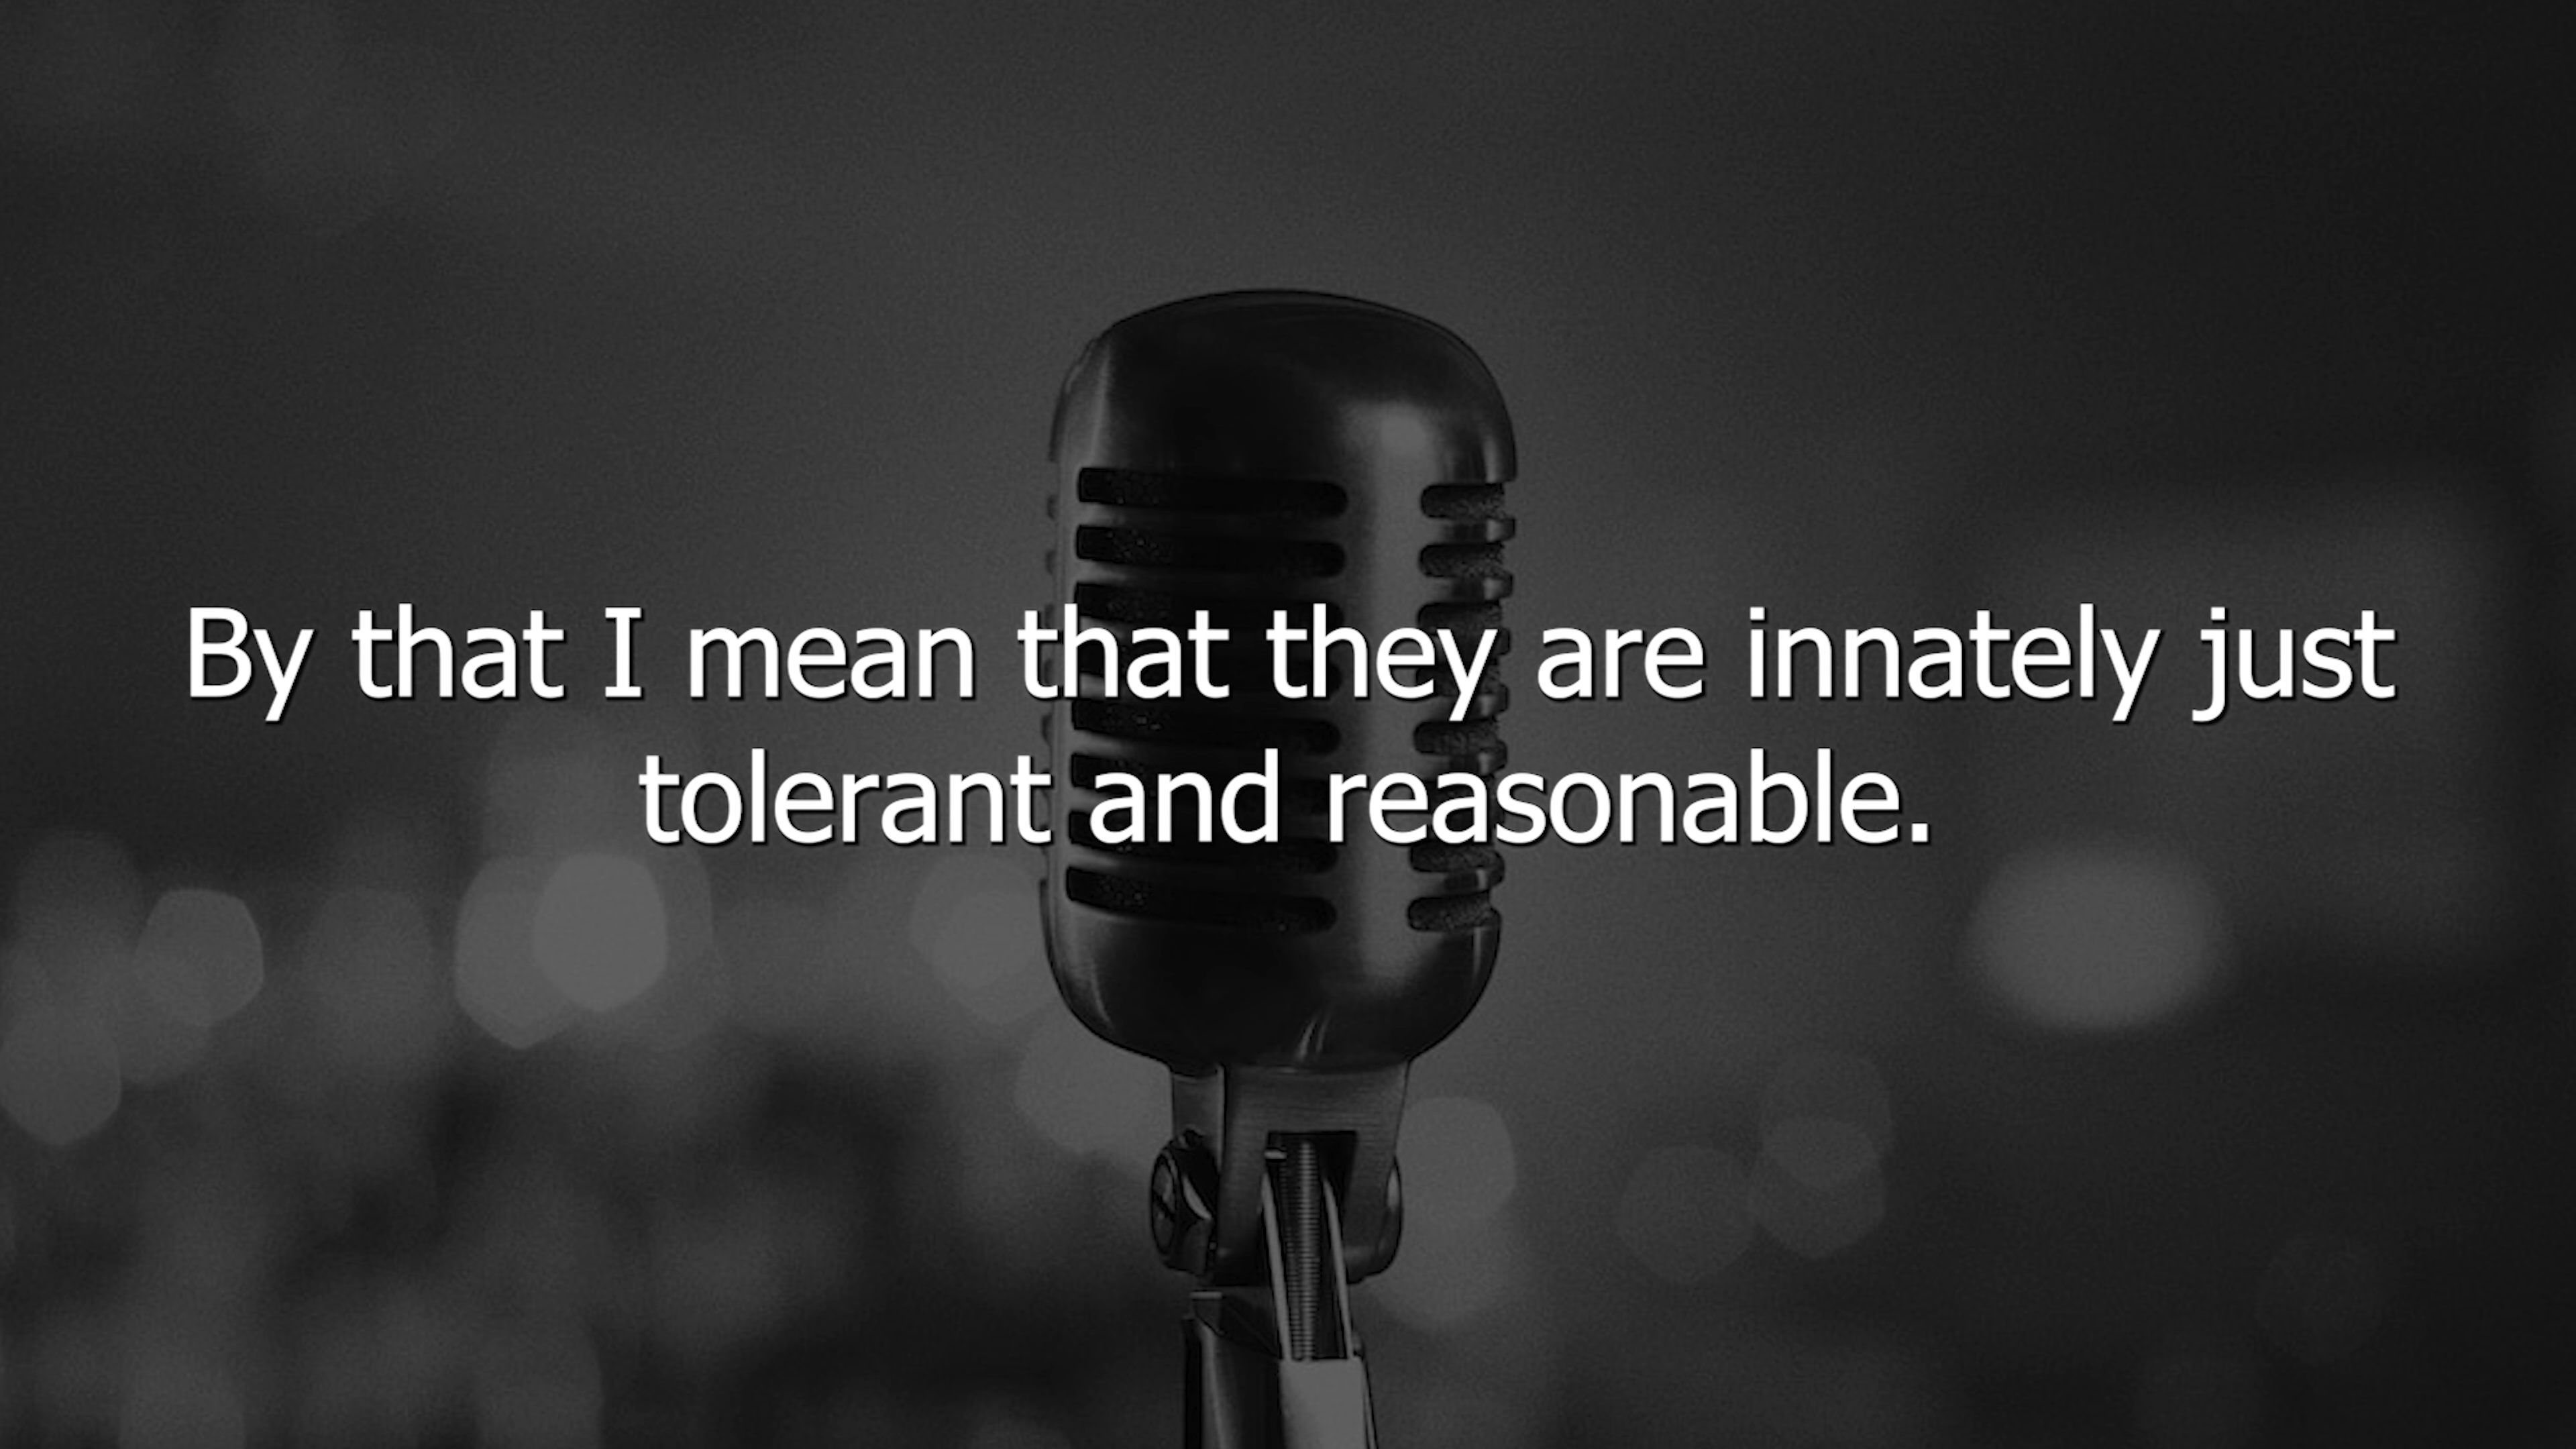 By that I mean that they are innately just
tolerant and reasonable.